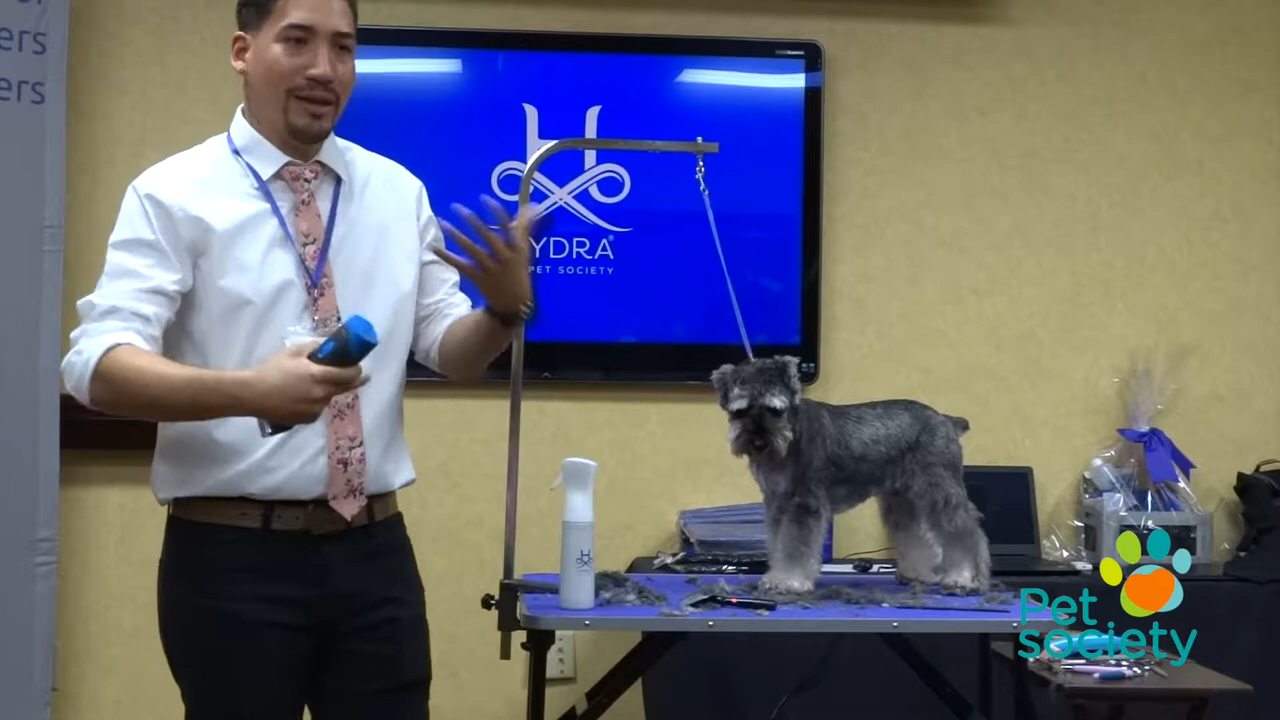 ers
ers
YDRA®
PET SOCIETY
Pet
society